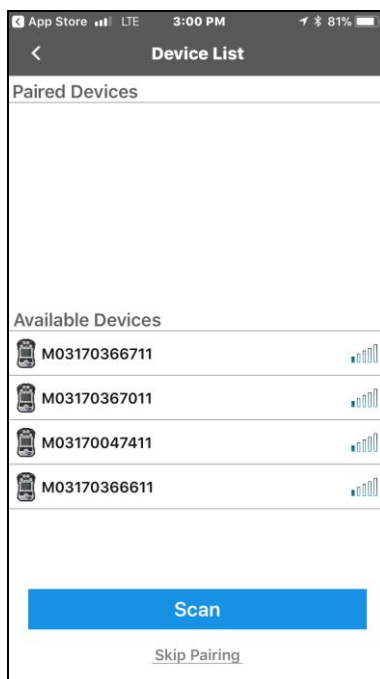 App Store LTE 3:00 PM 81%
Device List
Paired Devices
Available Devices
M03170366711
M03170367011
M03170047411
M03170366611
Scan
Skip Pairing